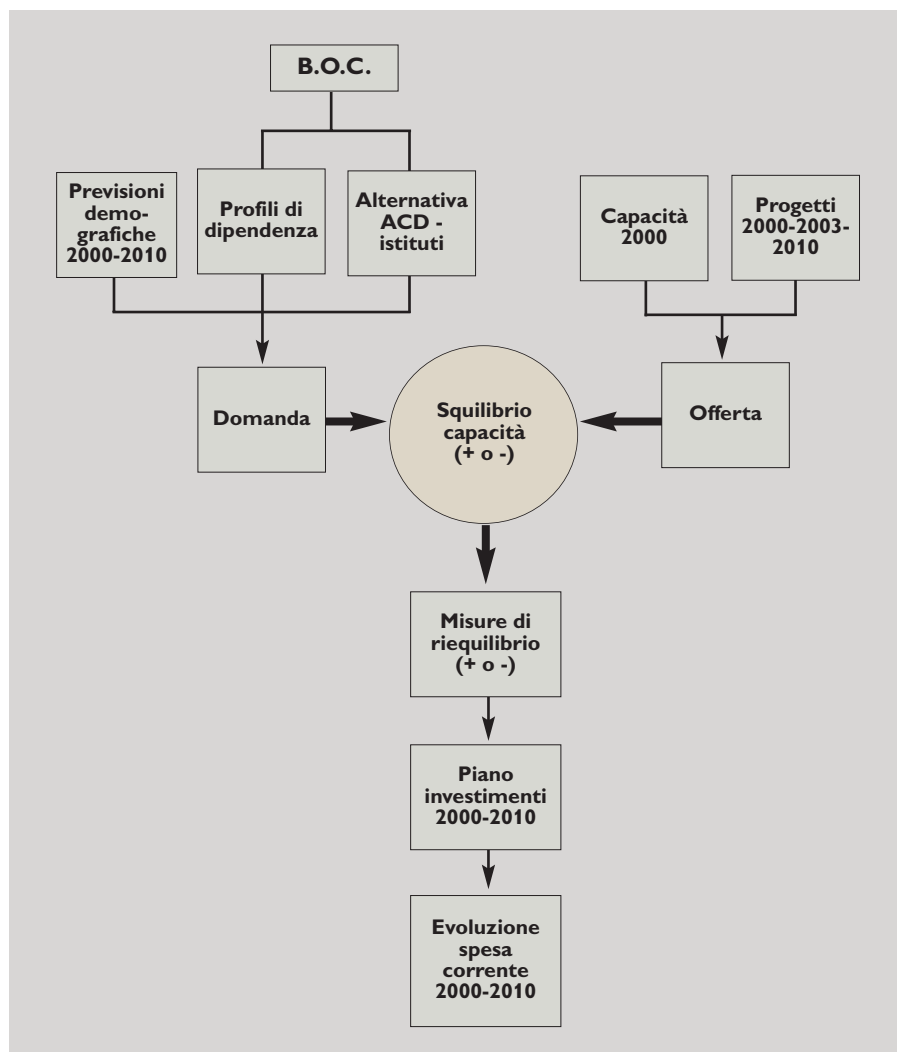 B.O.C.
Previsioni
demo-
grafiche
2000-2010
Profili di
dipendenza
Alternativa
ACD -
istituti
Capacità
2000
Progetti
2000-2003-
2010
Domanda
Squilibrio
capacità
(+ o -)
Offerta
Misure di
riequilibrio
(+ o -)
Piano
investimenti
2000-2010
Evoluzione
spesa
corrente
2000-2010